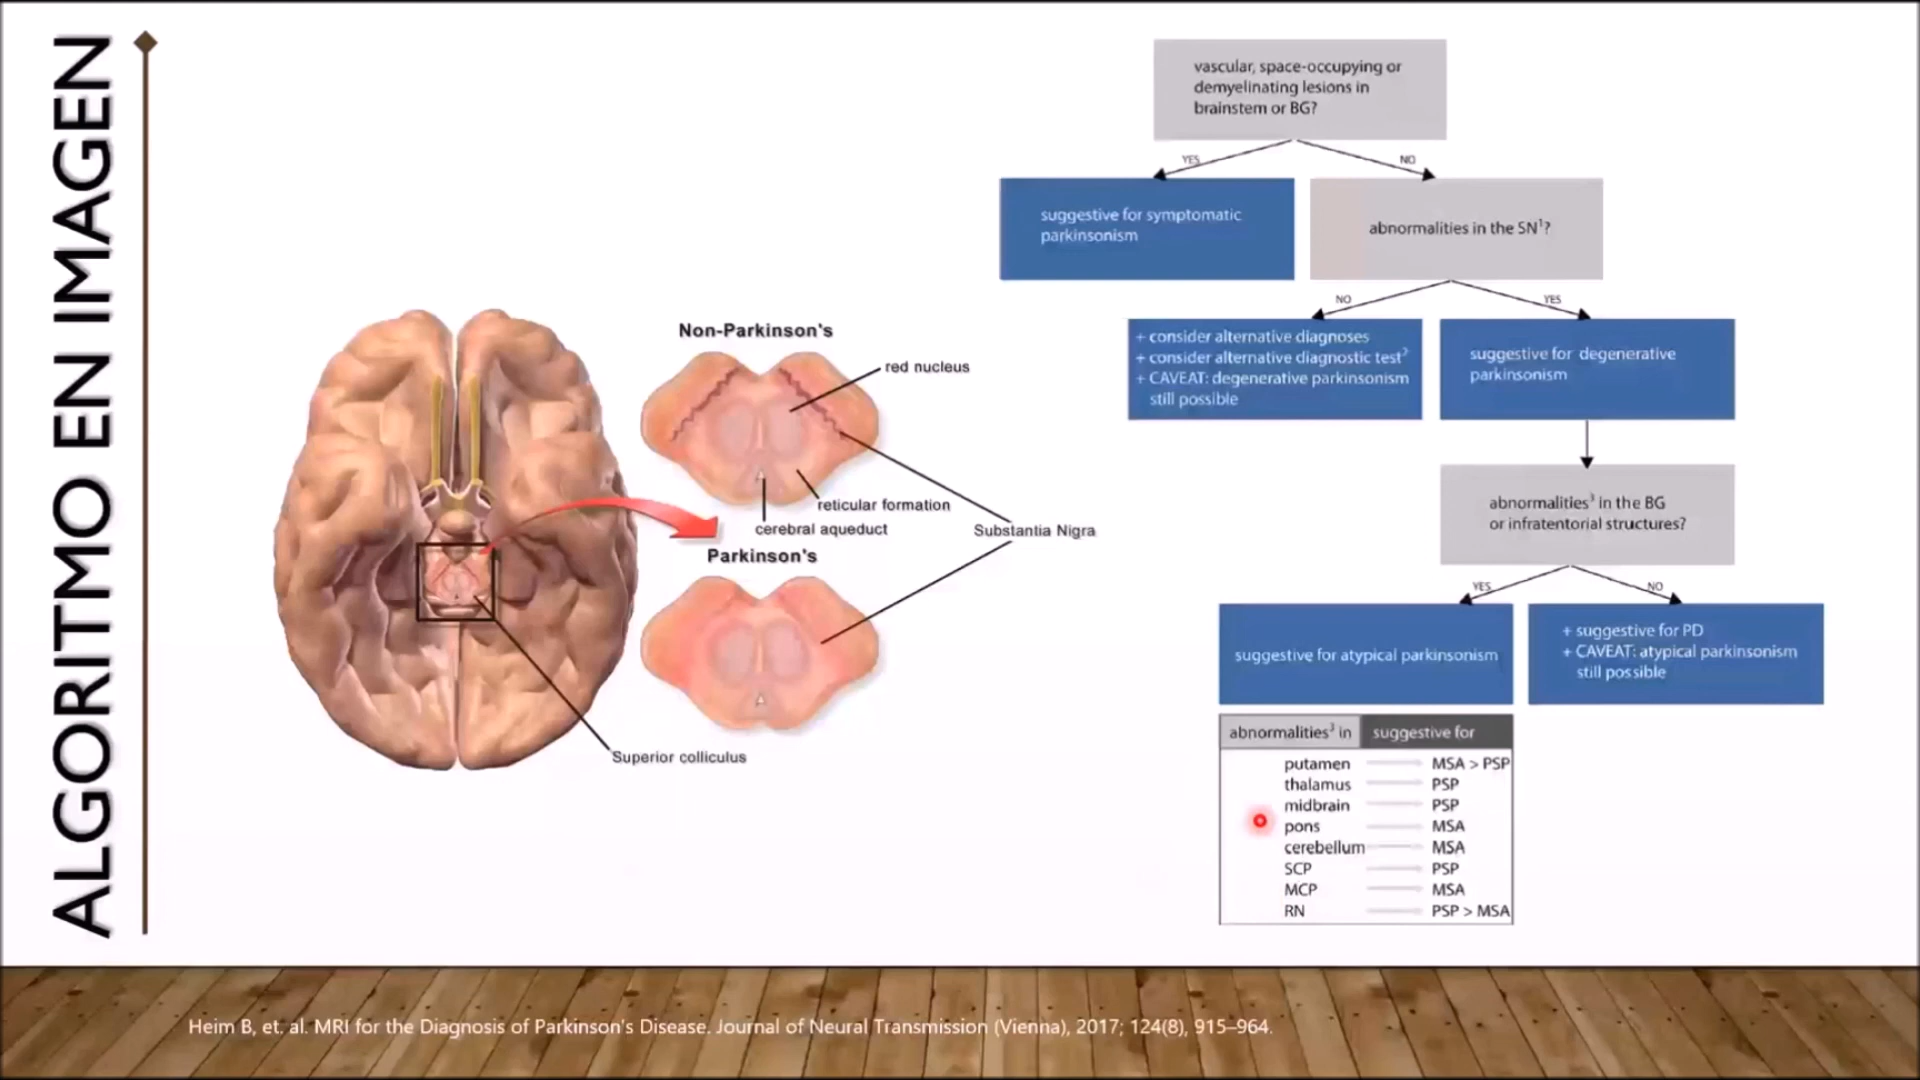 ALGORITMO EN IMAGEN
Non-Parkinson's
red nucleus
reticular formation
cerebral aqueduct
Substantia Nigra
Parkinson's
Superior colliculus
vascular, space-occupying or
demyelinating lesions in
brainstem or BG?
YES
NO
suggestive for symptomatic
parkinsonism
abnormalities in the SN¹?
NO
YES
+ consider alternative diagnoses
+ consider alternative diagnostic test²
+ CAVEAT: degenerative parkinsonism
still possible
suggestive for degenerative
parkinsonism
abnormalities³ in the BG
or infratentorial structures?
YES
NO
suggestive for atypical parkinsonism
+ suggestive for PD
+ CAVEAT: atypical parkinsonism
still possible
abnormalities³ in suggestive for
putamen MSA > PSP
thalamus PSP
midbrain PSP
pons MSA
cerebellum MSA
SCP PSP
MCP MSA
RN PSP > MSA
Heim B, et. al. MRI for the Diagnosis of Parkinson's Disease. Journal of Neural Transmission (Vienna), 2017; 124(8), 915–964.